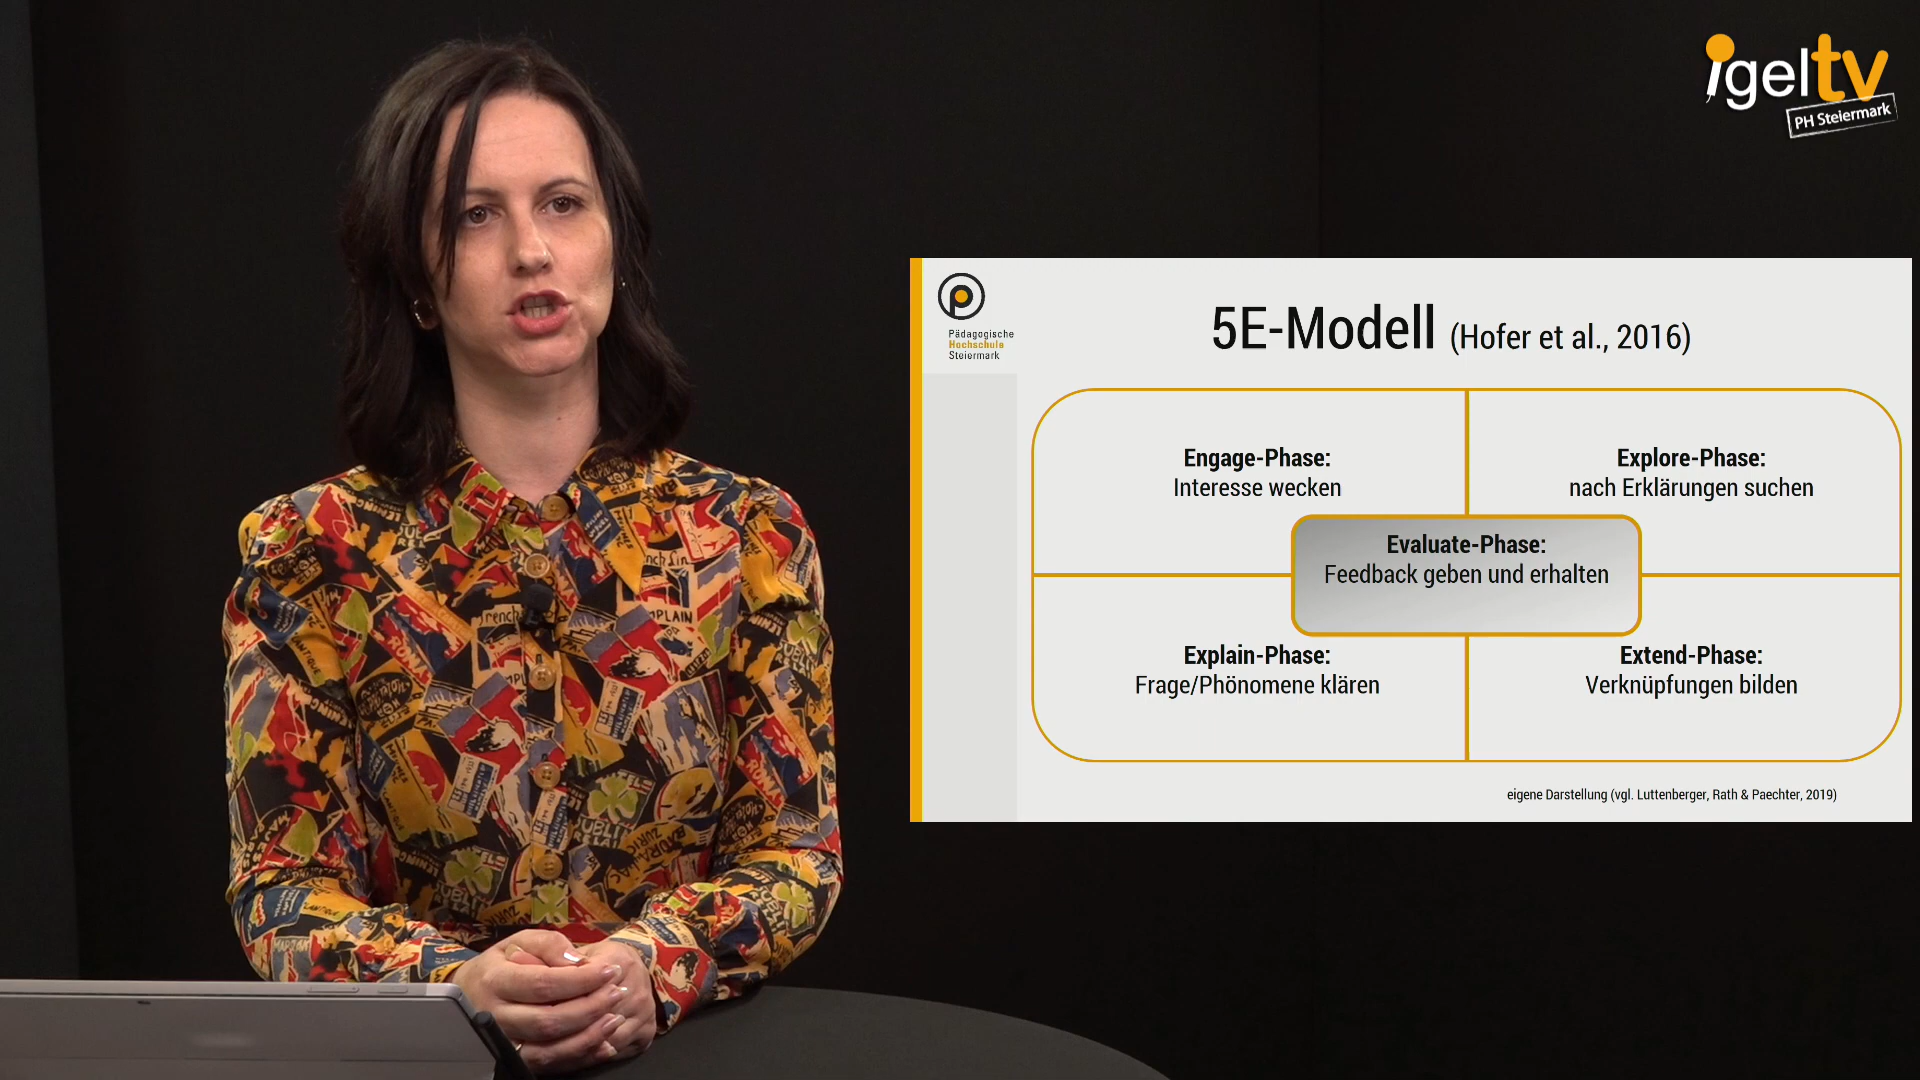 igeltv
PH Steiermark
Pädagogische
Hochschule
Steiermark
5E-Modell (Hofer et al., 2016)
Engage-Phase:
Interesse wecken
Explore-Phase:
nach Erklärungen suchen
Evaluate-Phase:
Feedback geben und erhalten
Explain-Phase:
Frage/Phönomene klären
Extend-Phase:
Verknüpfungen bilden
eigene Darstellung (vgl. Luttenberger, Rath & Paechter, 2019)